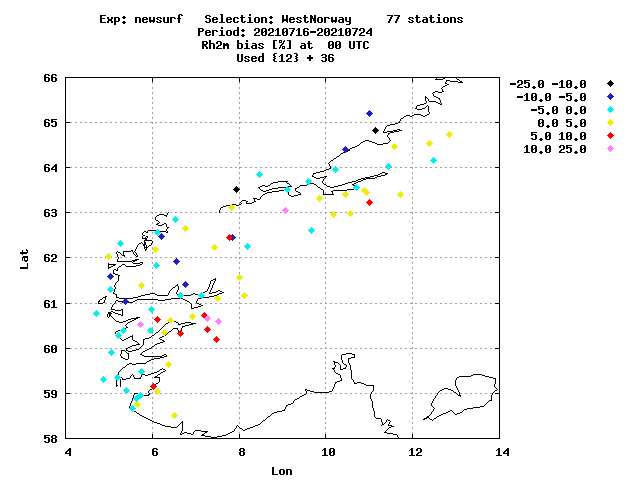 Exp: newsurf Selection: WestNorway 77 stations
Period: 20210716-20210724
Rh2m bias [%] at 00 UTC
Used {12} + 36
-25.0 -10.0
-10.0 -5.0
-5.0 0.0
0.0 5.0
5.0 10.0
10.0 25.0
66
65
64
63
62
61
60
59
58
Lat
4 6 8 10 12 14
Lon